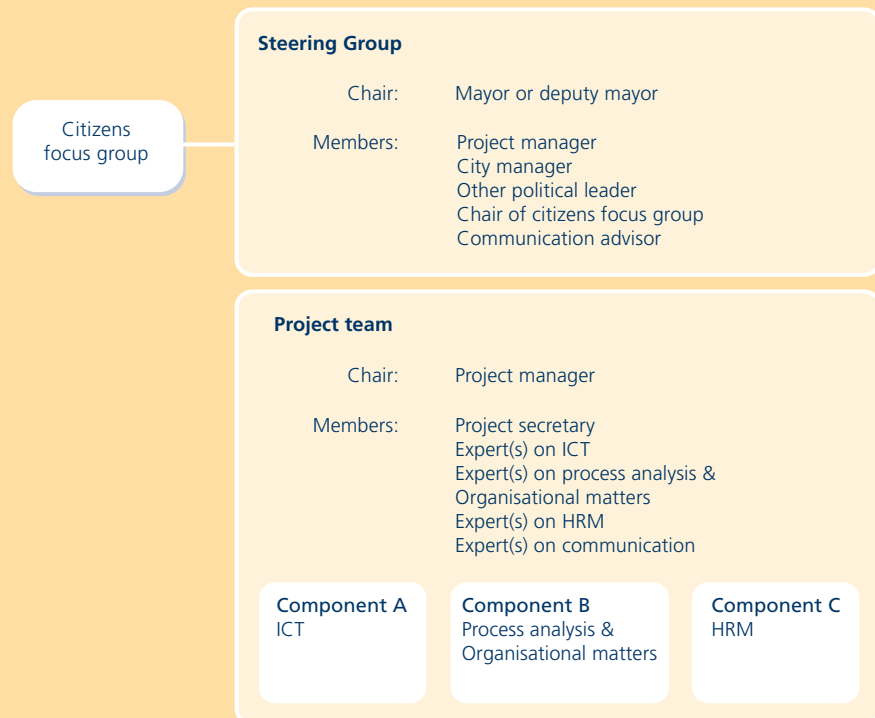 Citizens
focus group
Steering Group
Chair: Mayor or deputy mayor
Members: Project manager
City manager
Other political leader
Chair of citizens focus group
Communication advisor
Project team
Chair: Project manager
Members: Project secretary
Expert(s) on ICT
Expert(s) on process analysis &
Organisational matters
Expert(s) on HRM
Expert(s) on communication
Component A
ICT
Component B
Process analysis &
Organisational matters
Component C
HRM